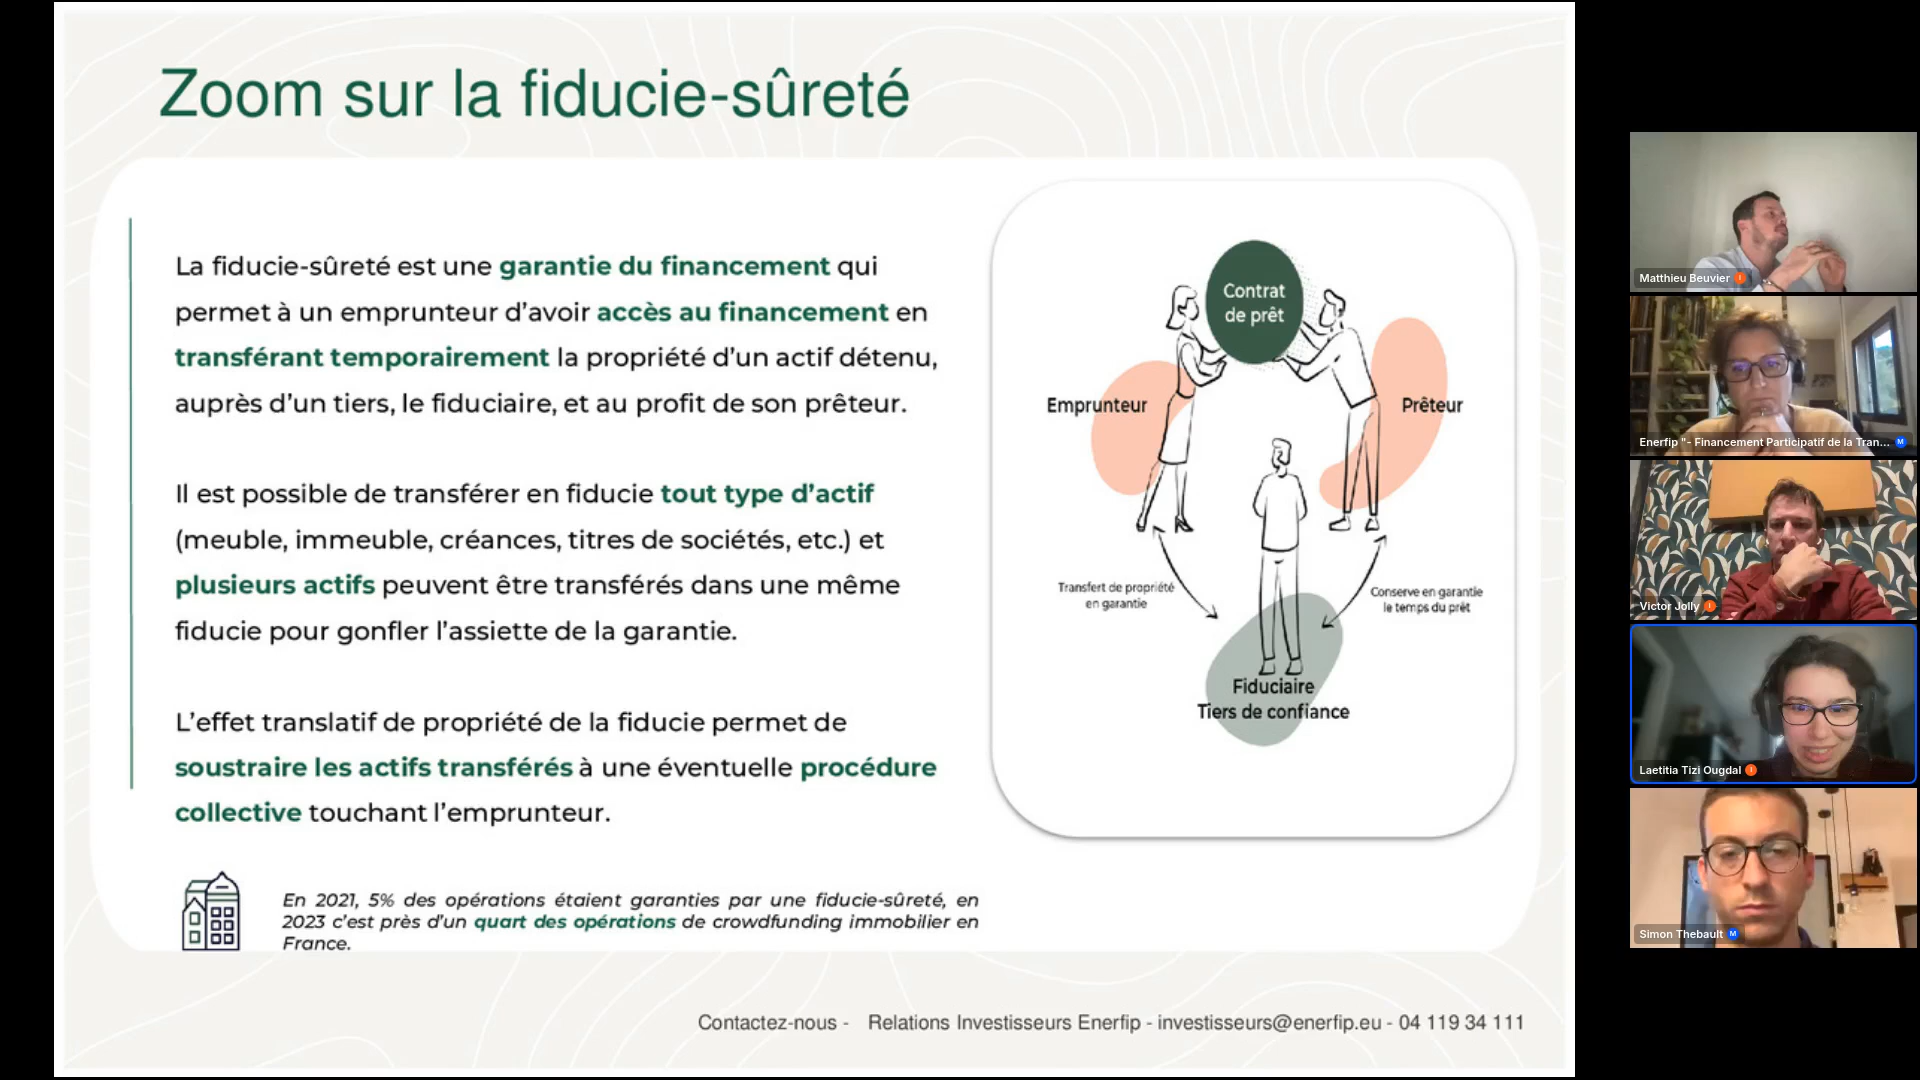 Zoom sur la fiducie-sûreté
La fiducie-sûreté est une garantie du financement qui
permet à un emprunteur d’avoir accès au financement en
transférant temporairement la propriété d’un actif détenu,
auprès d’un tiers, le fiduciaire, et au profit de son prêteur.
Il est possible de transférer en fiducie tout type d’actif
(meuble, immeuble, créances, titres de sociétés, etc.) et
plusieurs actifs peuvent être transférés dans une même
fiducie pour gonfler l’assiette de la garantie.
L’effet translatif de propriété de la fiducie permet de
soustraire les actifs transférés à une éventuelle procédure
collective touchant l’emprunteur.
En 2021, 5% des opérations étaient garanties par une fiducie-sûreté, en
2023 c’est près d’un quart des opérations de crowdfunding immobilier en
France.
Contrat
de prêt
Emprunteur
Prêteur
Transfert de propriété
en garantie
Conserve en garantie
le temps du prêt
Fiduciaire
Tiers de confiance
Contactez-nous - Relations Investisseurs Enerfip - investisseurs@enerfip.eu - 04 119 34 111
Matthieu Beuvier I
Enerfip "- Financement Participatif de la Tran... M
Victor Jolly I
Laetitia Tizi Ougdal I
Simon Thebault M